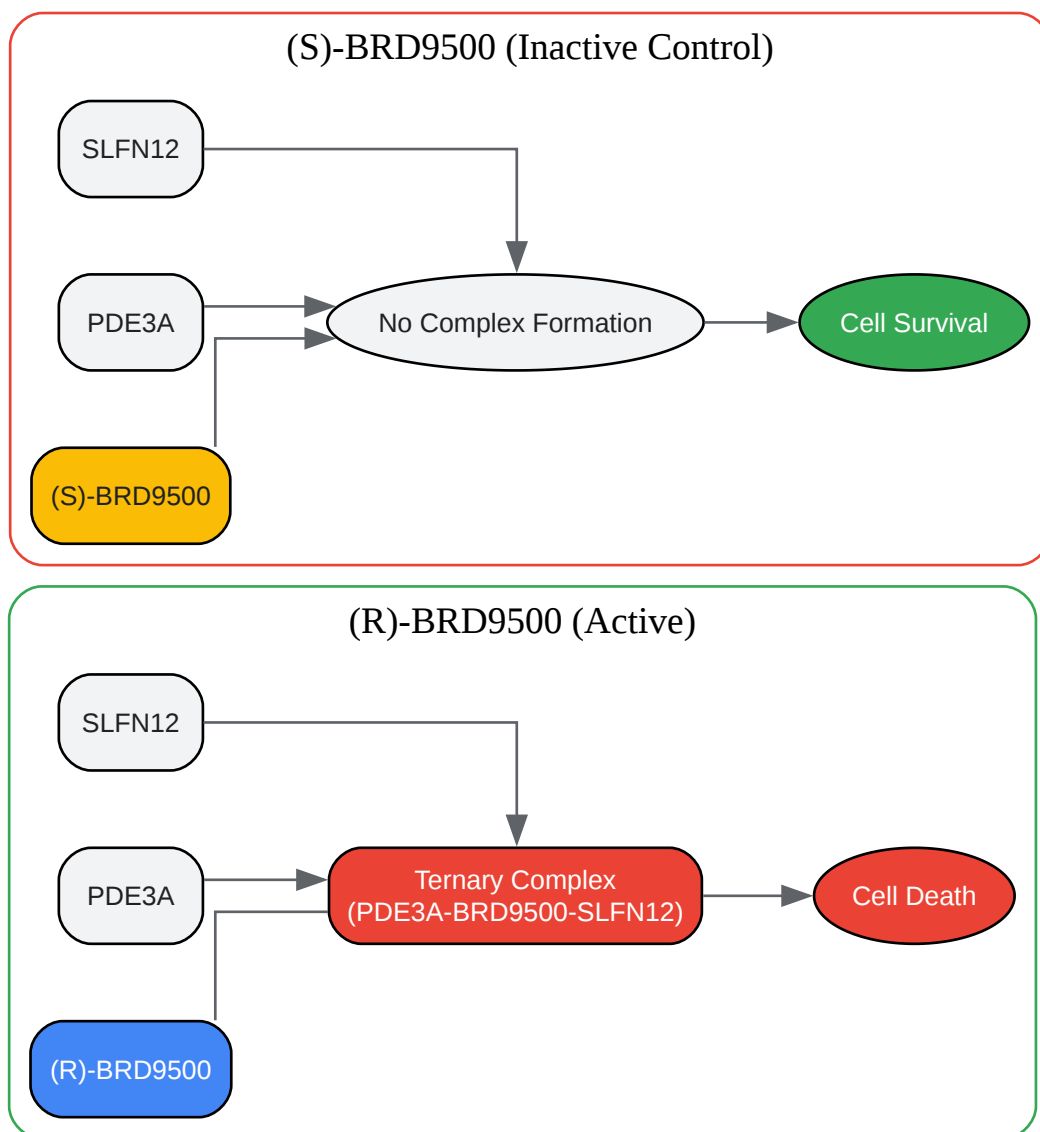 (S)-BRD9500 (Inactive Control)
SLFN12
PDE3A
No Complex Formation
Cell Survival
(S)-BRD9500
(R)-BRD9500 (Active)
SLFN12
PDE3A
Ternary Complex
(PDE3A-BRD9500-SLFN12)
Cell Death
(R)-BRD9500